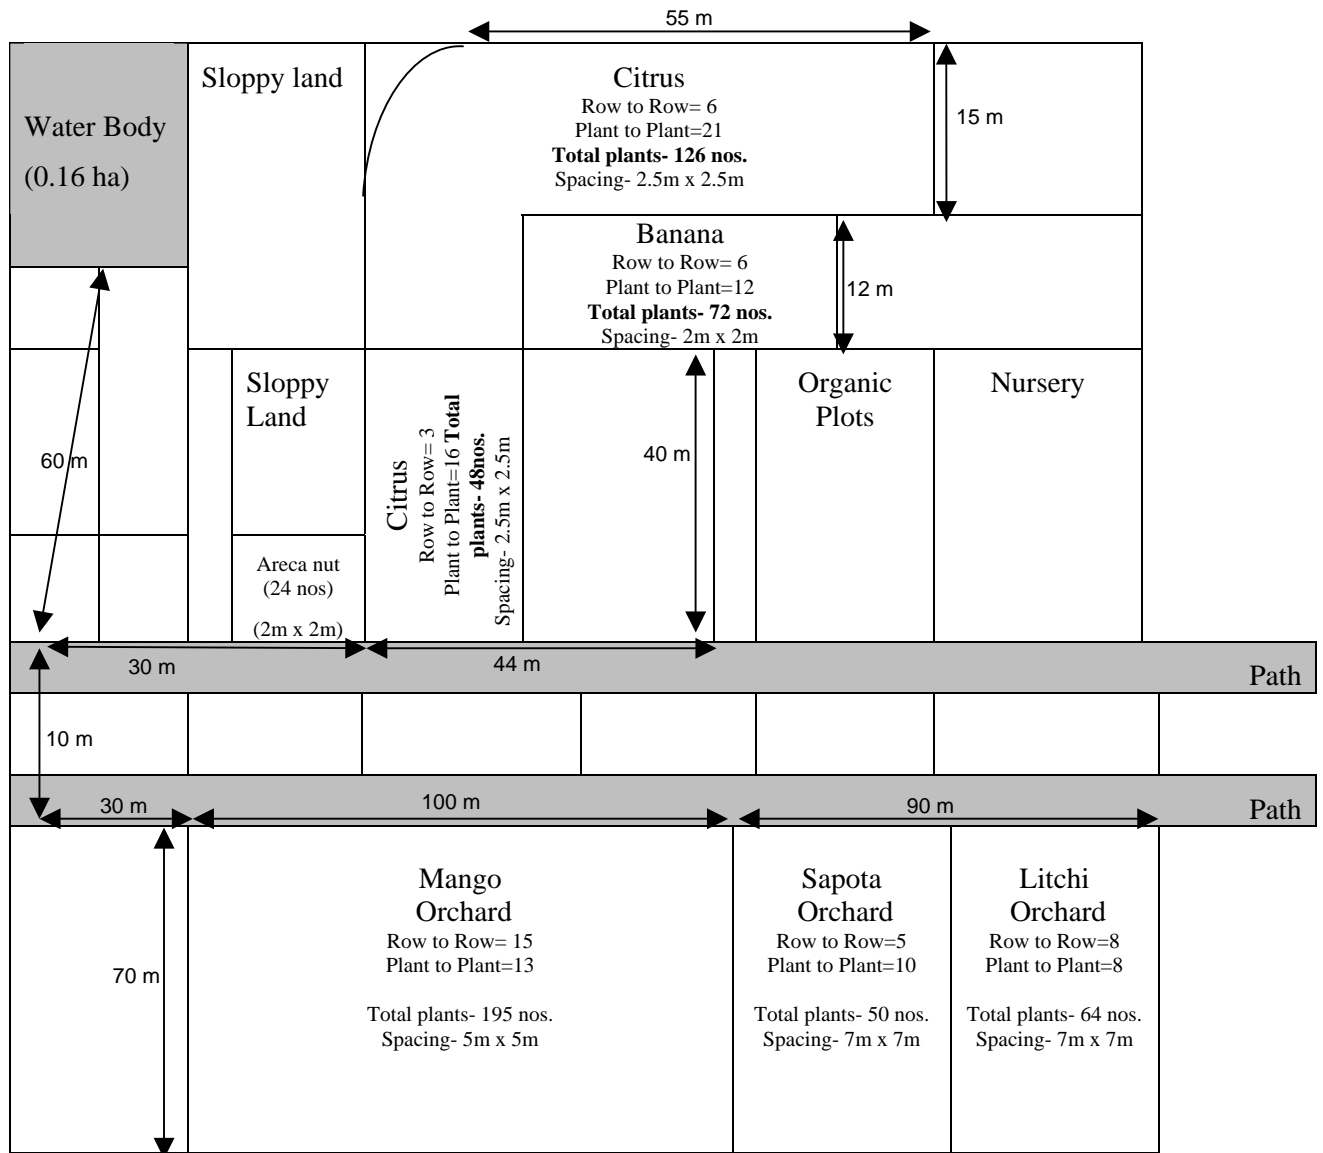 55 m
Water Body
(0.16 ha)
Sloppy land
Citrus
Row to Row= 6
Plant to Plant=21
Total plants- 126 nos.
Spacing- 2.5m x 2.5m
15 m
Banana
Row to Row= 6
Plant to Plant=12
Total plants- 72 nos.
Spacing- 2m x 2m
12 m
60 m
Sloppy
Land
Areca nut
(24 nos)
(2m x 2m)
Citrus
Row to Row= 3
Plant to Plant=16 Total
plants- 48nos.
Spacing- 2.5m x 2.5m
40 m
Organic
Plots
Nursery
30 m
44 m
Path
10 m
30 m
100 m
90 m
Path
70 m
Mango
Orchard
Row to Row= 15
Plant to Plant=13
Total plants- 195 nos.
Spacing- 5m x 5m
Sapota
Orchard
Row to Row=5
Plant to Plant=10
Total plants- 50 nos.
Spacing- 7m x 7m
Litchi
Orchard
Row to Row=8
Plant to Plant=8
Total plants- 64 nos.
Spacing- 7m x 7m